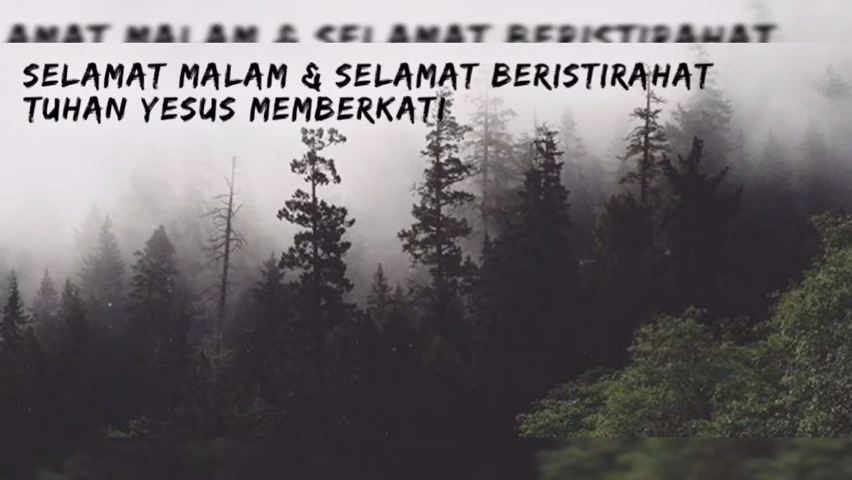 SELAMAT MALAM & SELAMAT BERISTIRAHAT
TUHAN YESUS MEMBERKATI